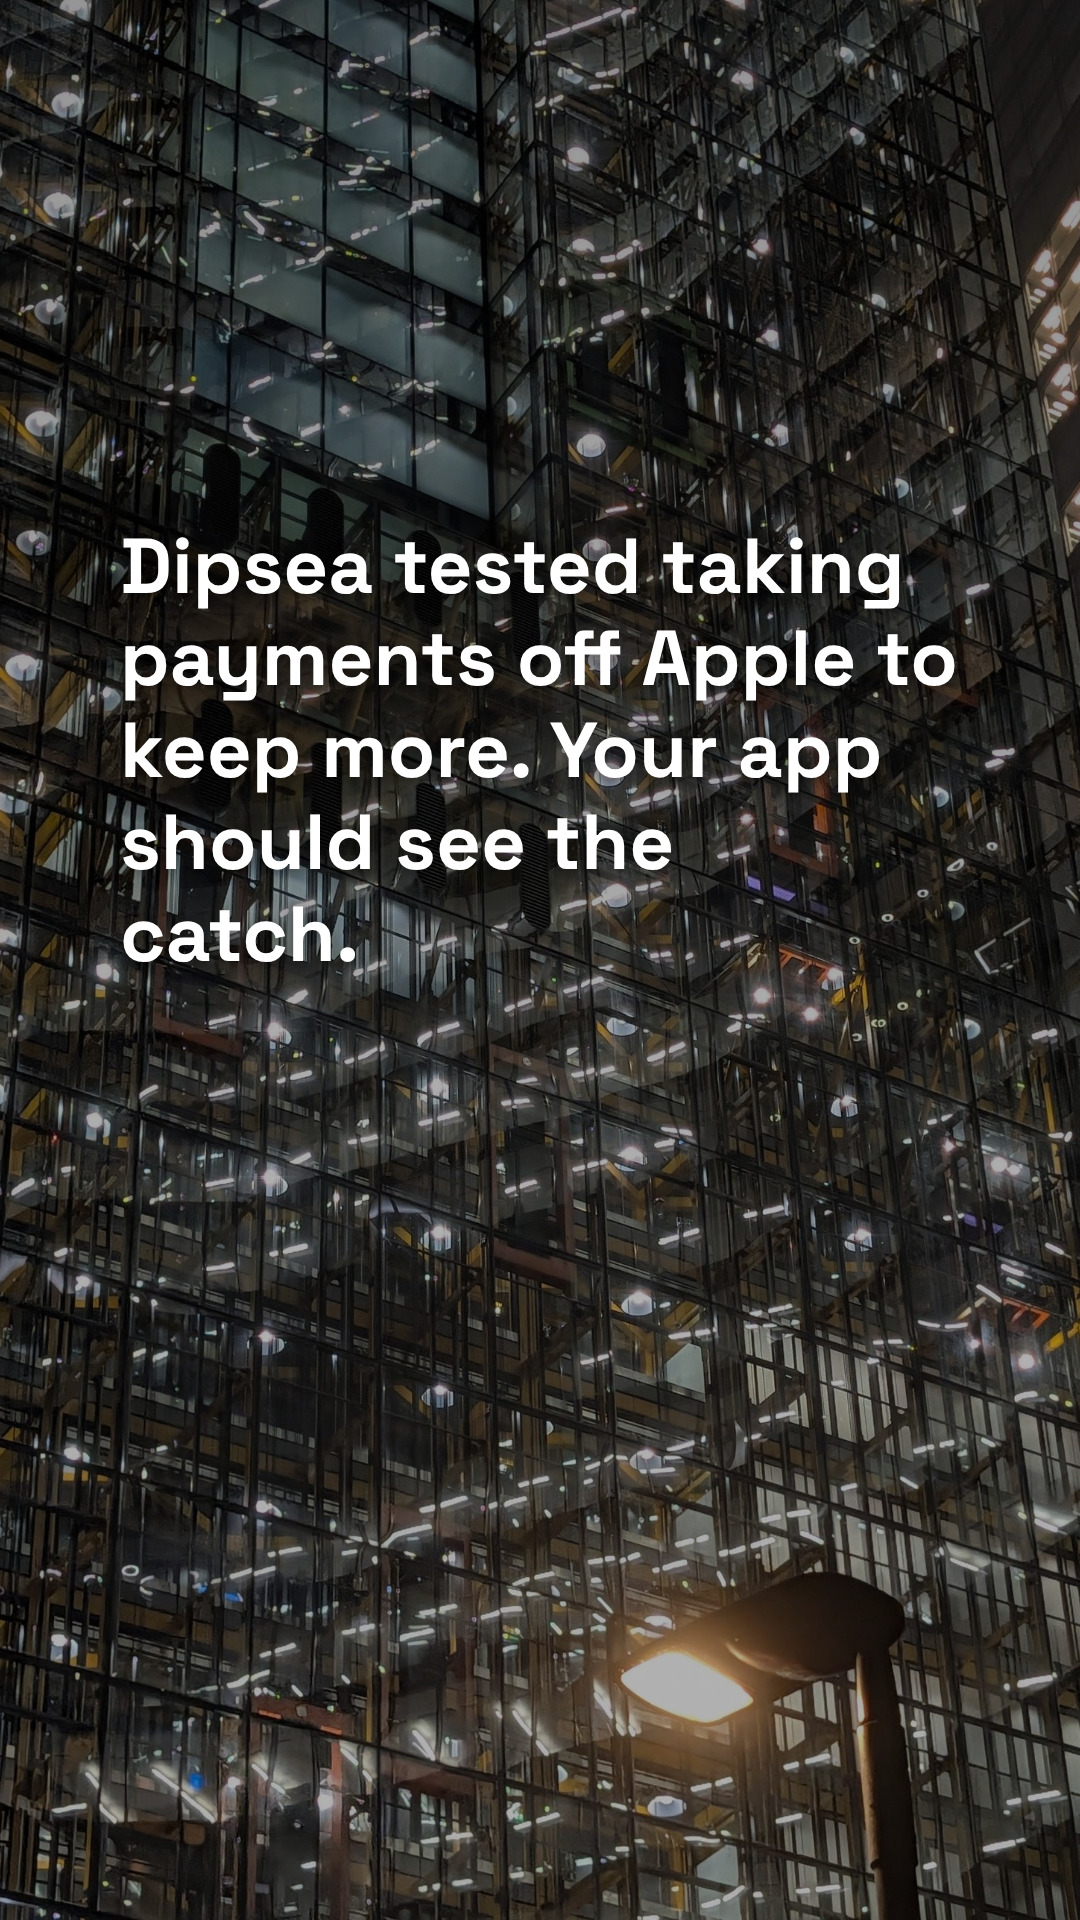 Dipsea tested taking
payments off Apple to
keep more. Your app
should see the
catch.